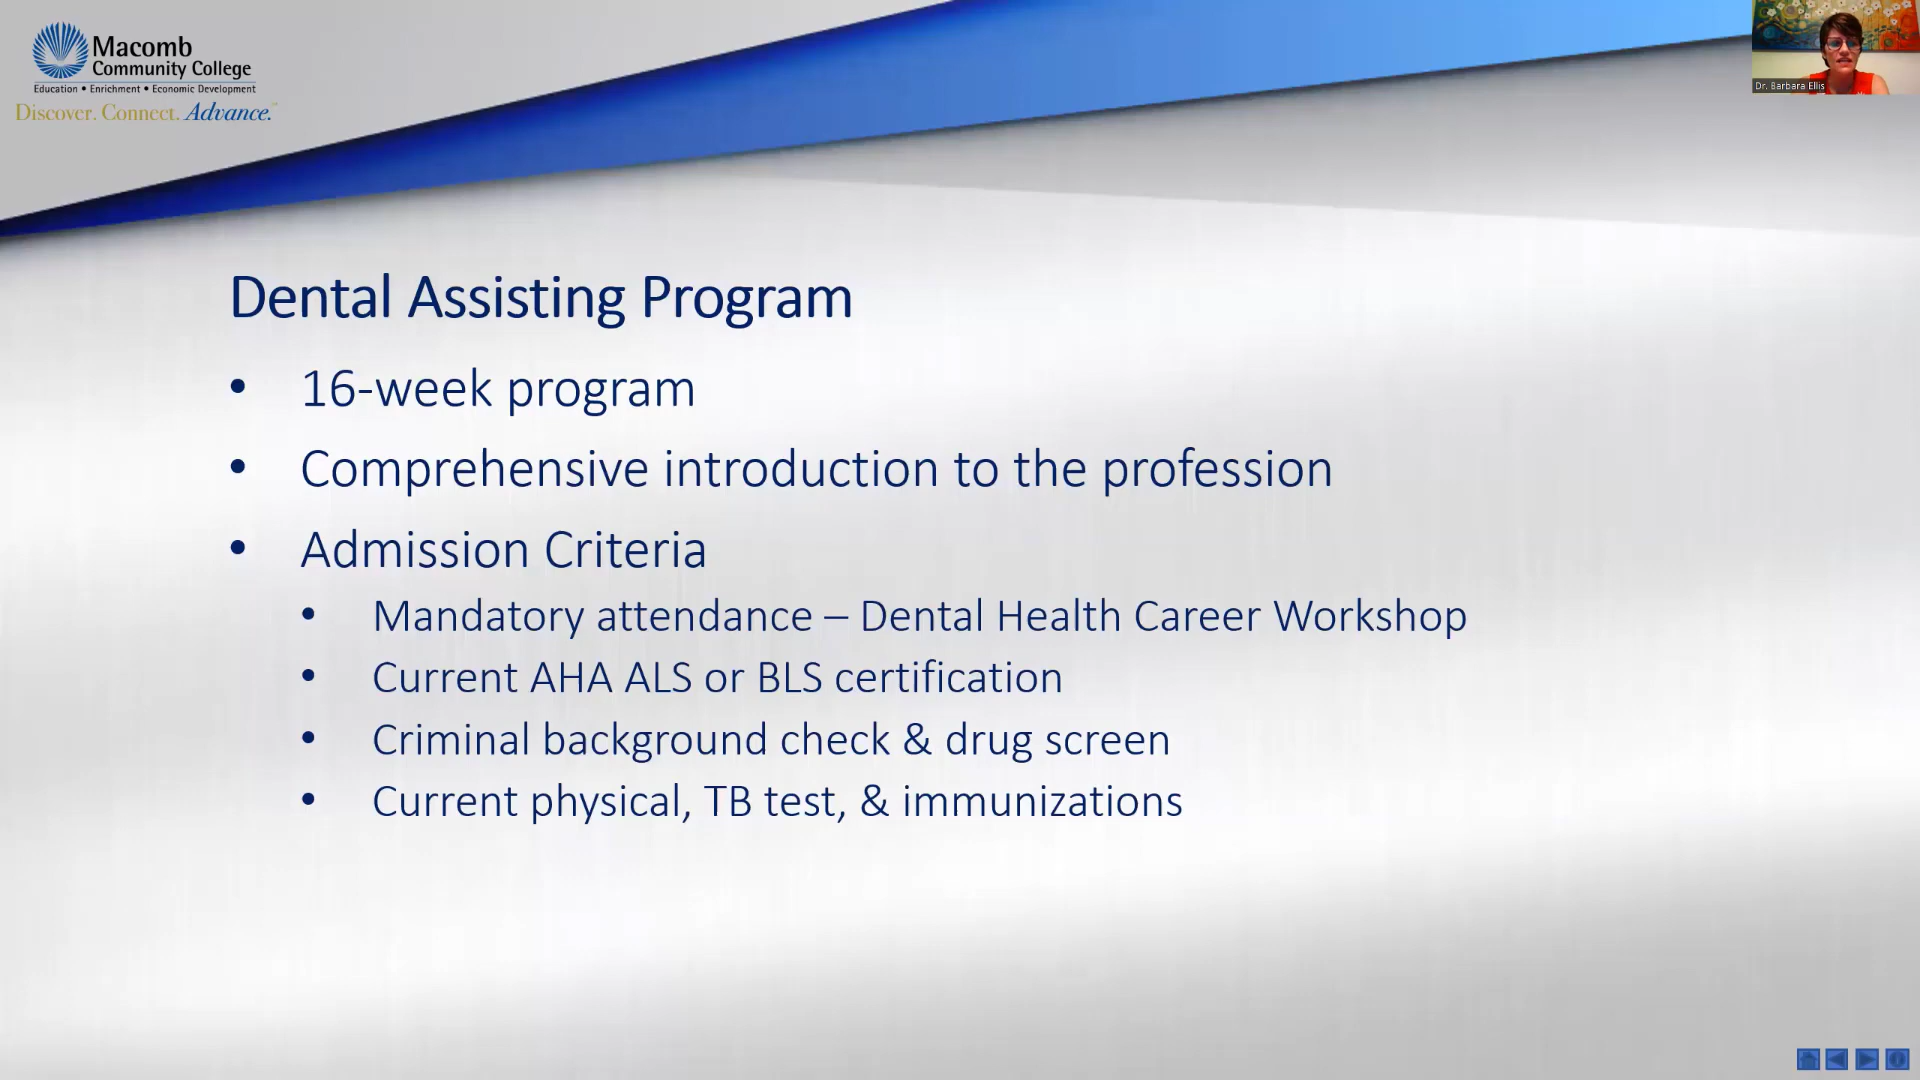 Macomb
Community College
Education • Enrichment • Economic Development
Discover. Connect. Advance.™
Dr. Barbara Ellis
Dental Assisting Program
• 16-week program
• Comprehensive introduction to the profession
• Admission Criteria
• Mandatory attendance – Dental Health Career Workshop
• Current AHA ALS or BLS certification
• Criminal background check & drug screen
• Current physical, TB test, & immunizations